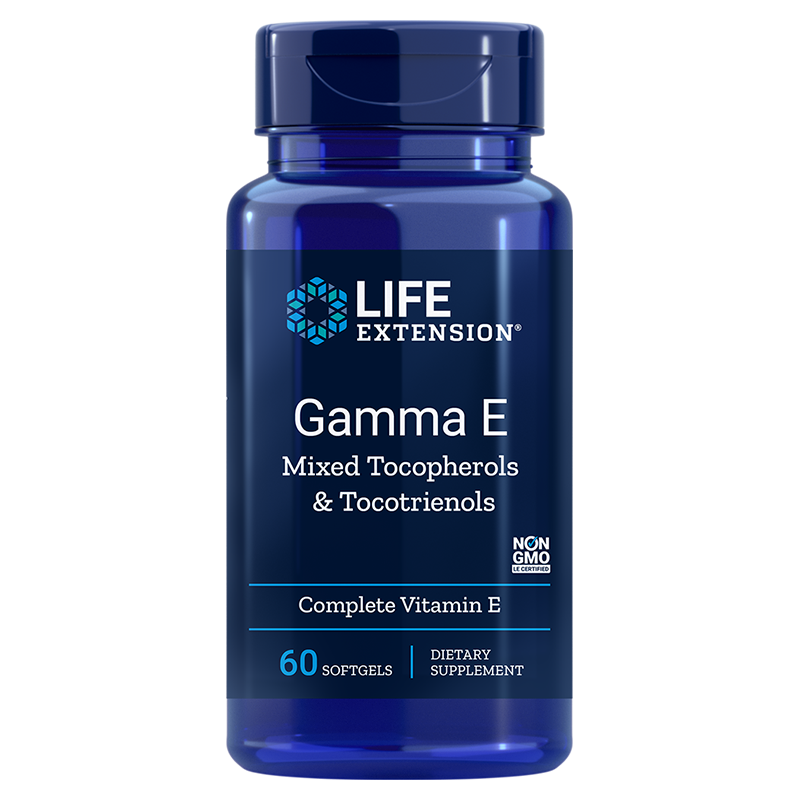 LIFE
EXTENSION®
Gamma E
Mixed Tocopherols
& Tocotrienols
NON
GMO
LE CERTIFIED
Complete Vitamin E
60 SOFTGELS
DIETARY
SUPPLEMENT